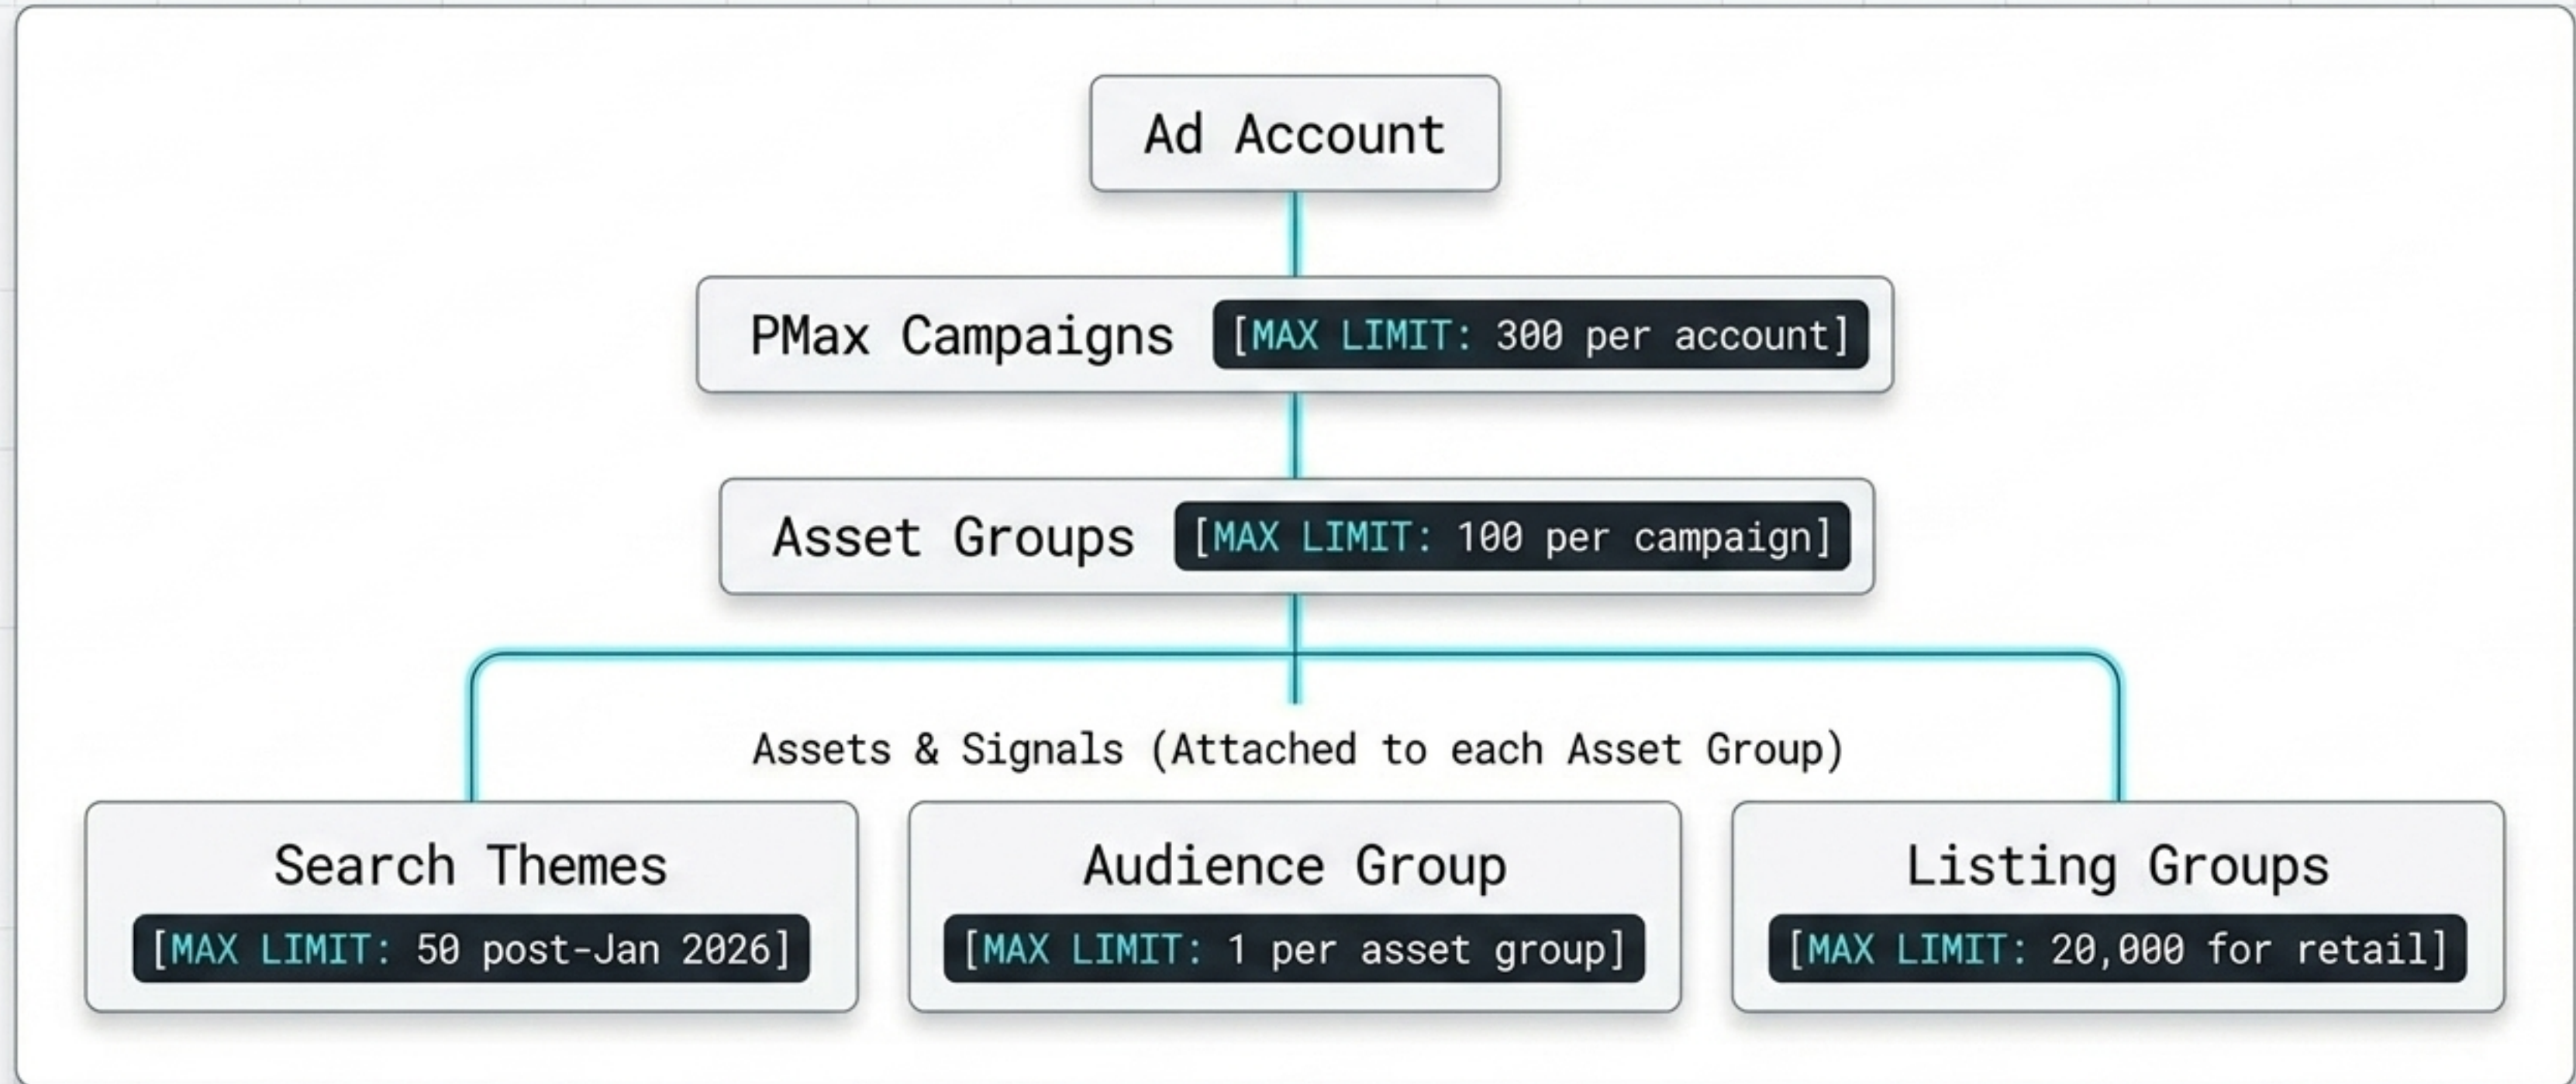 Ad Account
PMax Campaigns [MAX LIMIT: 300 per account]
Asset Groups [MAX LIMIT: 100 per campaign]
Assets & Signals (Attached to each Asset Group)
Search Themes
[MAX LIMIT: 50 post-Jan 2026]
Audience Group
[MAX LIMIT: 1 per asset group]
Listing Groups
[MAX LIMIT: 20,000 for retail]